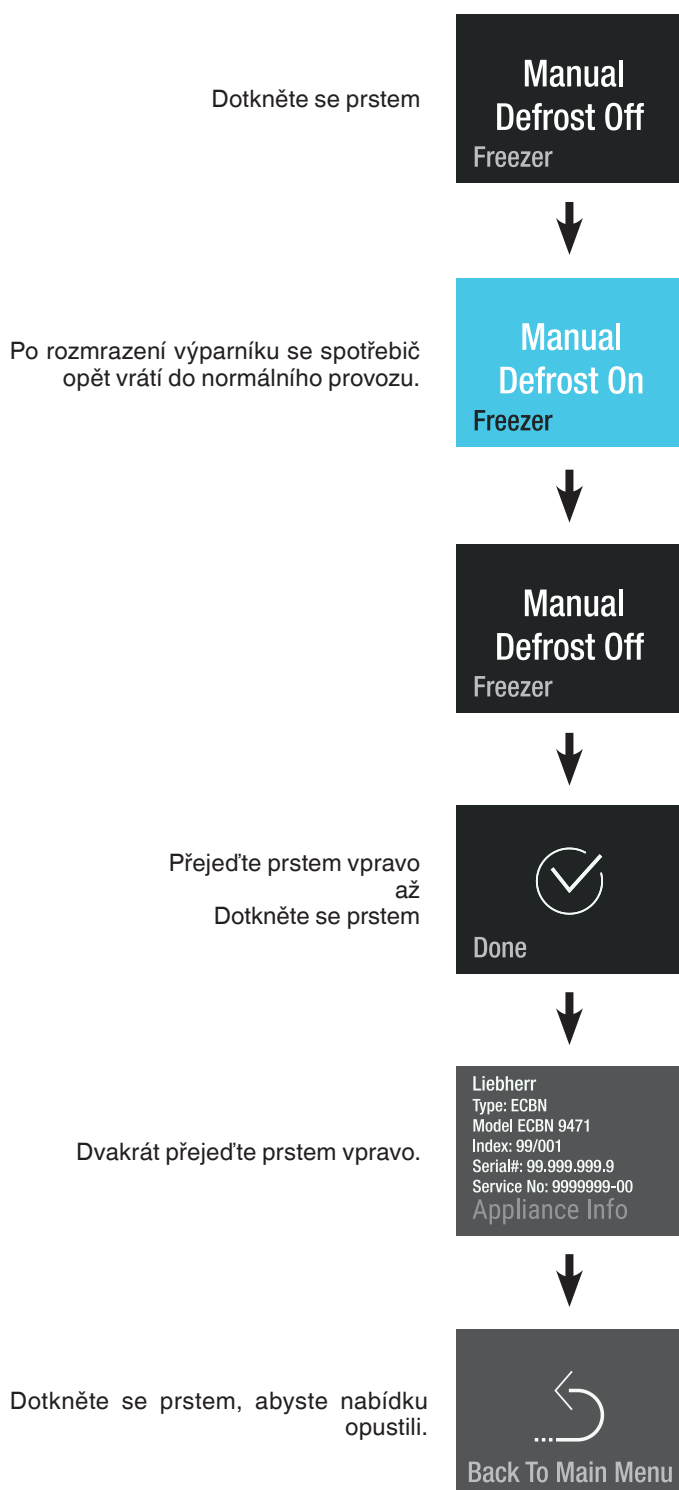 Dotkněte se prstem
Manual
Defrost Off
Freezer
Po rozmrazení výparníku se spotřebič
opět vrátí do normálního provozu.
Manual
Defrost On
Freezer
Manual
Defrost Off
Freezer
Přejeďte prstem vpravo
až
Dotkněte se prstem
Done
Dvakrát přejeďte prstem vpravo.
Liebherr
Type: ECBN
Model ECBN 9471
Index: 99/001
Serial#: 99.999.999.9
Service No: 9999999-00
Appliance Info
Dotkněte se prstem, abyste nabídku
opustili.
Back To Main Menu